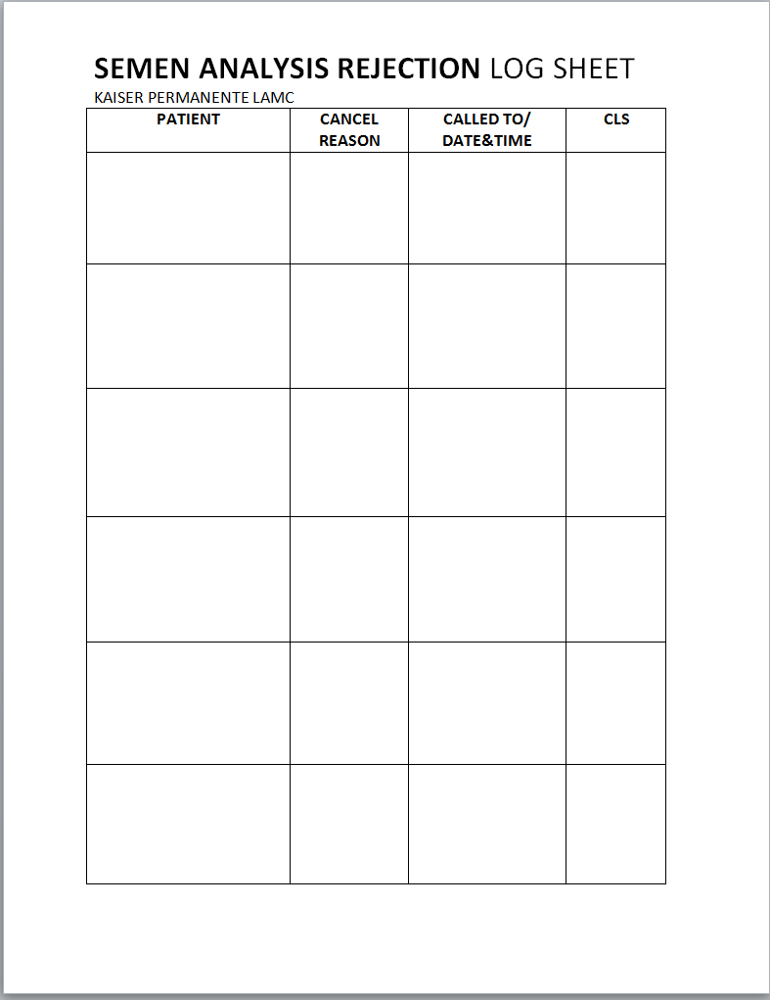 SEMEN ANALYSIS REJECTION LOG SHEET
KAISER PERMANENTE LAMC
PATIENT
CANCEL
REASON
CALLED TO/
DATE&TIME
CLS